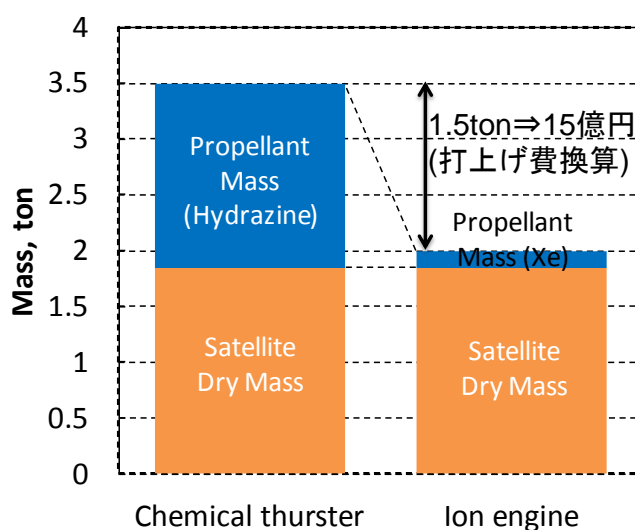 4
3.5
3
2.5
2
1.5
1
0.5
0
Mass, ton
Propellant
Mass
(Hydrazine)
Satellite
Dry Mass
1.5ton⇒15億円
(打上げ費換算)
Propellant
Mass (Xe)
Satellite
Dry Mass
Chemical thurster
Ion engine